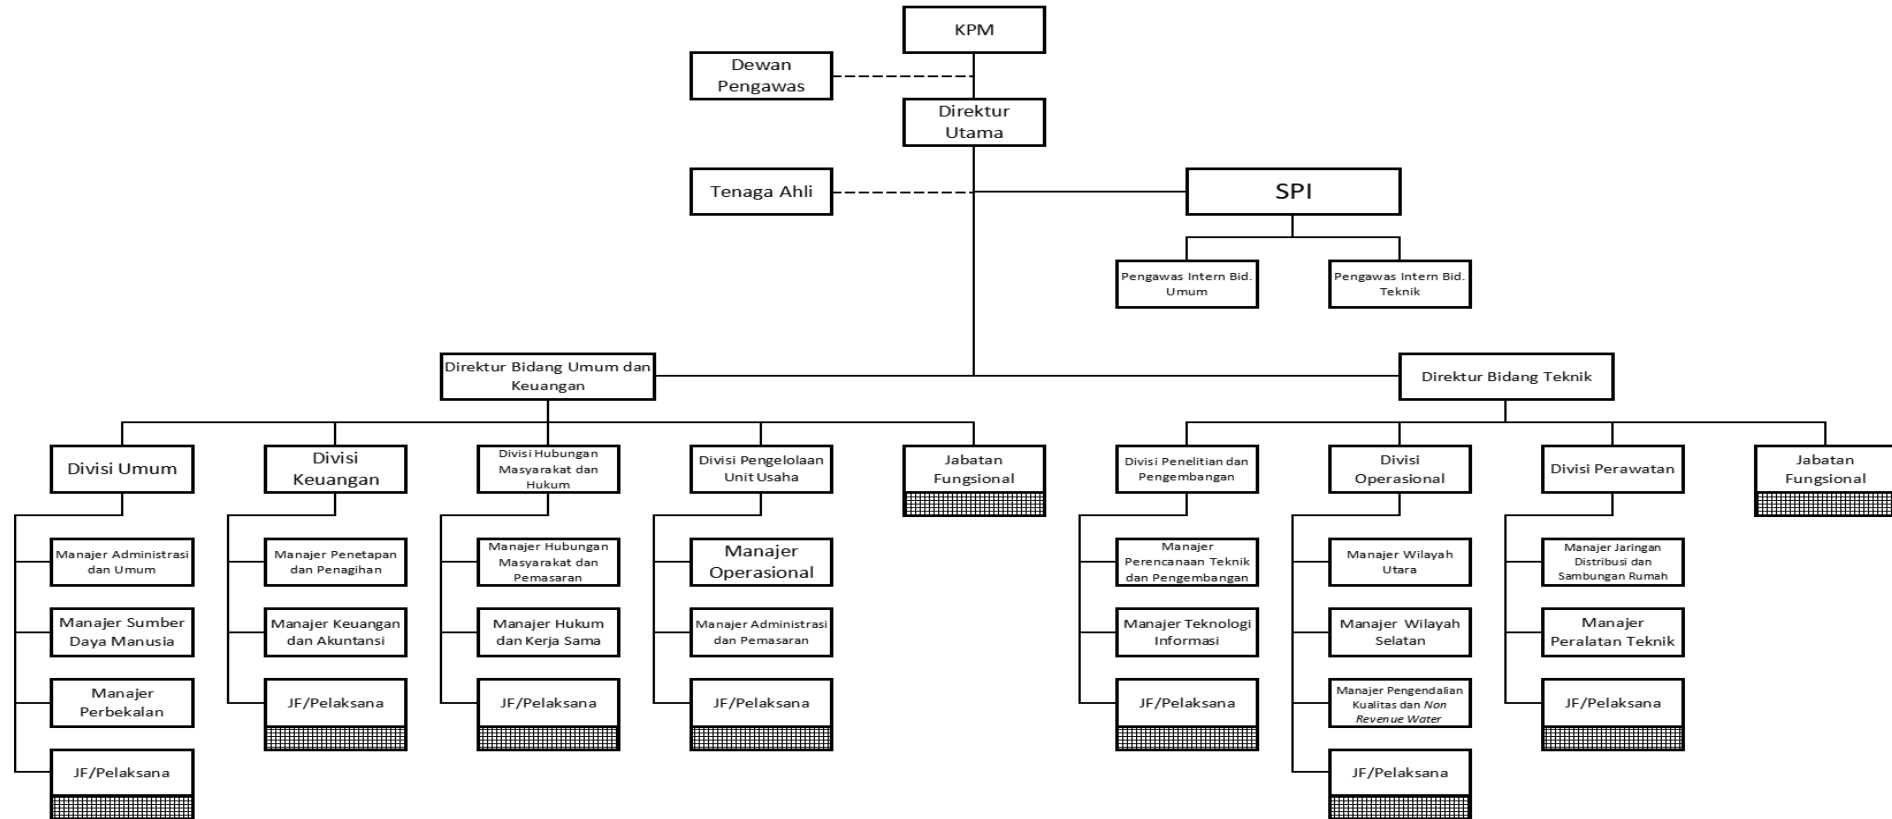 KPM
Dewan
Pengawas
Direktur
Utama
Tenaga Ahli
SPI
Pengawas Intern Bid.
Umum
Pengawas Intern Bid.
Teknik
Direktur Bidang Umum dan
Keuangan
Direktur Bidang Teknik
Divisi Umum
Divisi
Keuangan
Divisi Hubungan
Masyarakat dan
Hukum
Divisi Pengelolaan
Unit Usaha
Jabatan
Fungsional
Divisi Penelitian dan
Pengembangan
Divisi
Operasional
Divisi Perawatan
Jabatan
Fungsional
Manajer Administrasi
dan Umum
Manajer Penetapan
dan Penagihan
Manajer Hubungan
Masyarakat dan
Pemasaran
Manajer
Operasional
Manajer
Perencanaan Teknik
dan Pengembangan
Manajer Wilayah
Utara
Manajer Jaringan
Distribusi dan
Sambungan Rumah
Manajer Sumber
Daya Manusia
Manajer Keuangan
dan Akuntansi
Manajer Hukum
dan Kerja Sama
Manajer Administrasi
dan Pemasaran
Manajer Teknologi
Informasi
Manajer Wilayah
Selatan
Manajer
Peralatan Teknik
Manajer
Perbekalan
JF/Pelaksana
JF/Pelaksana
JF/Pelaksana
JF/Pelaksana
Manajer Pengendalian
Kualitas dan Non
Revenue Water
JF/Pelaksana
JF/Pelaksana
JF/Pelaksana